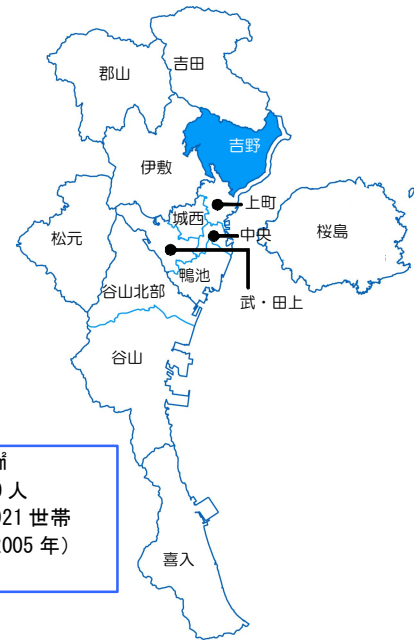 吉田
郡山
吉野
伊敷
上町
城西
松元
中央
桜島
鴨池
谷山北部
武・田上
谷山
㎡
人
021 世帯
2005 年）
喜入